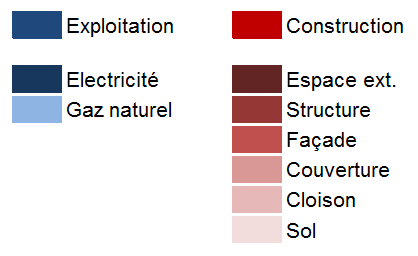 Exploitation
Electricité
Gaz naturel
Construction
Espace ext.
Structure
Façade
Couverture
Cloison
Sol